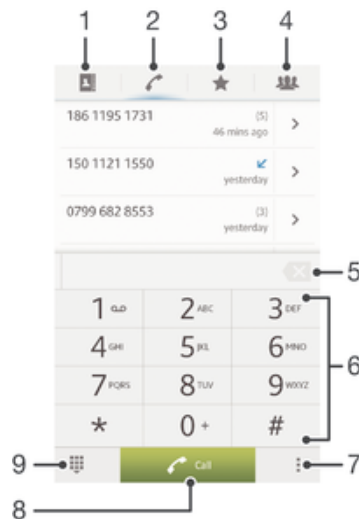 1 2 3 4
186 1195 1731 (5)
46 mins ago
150 1121 1550
yesterday
0799 682 8553 (3)
yesterday
5
1 2 ABC 3 DEF
4 GHI 5 JKL 6 MNO
6
7 PQRS 8 TUV 9 WXYZ
* 0 + #
9 Call 7
8